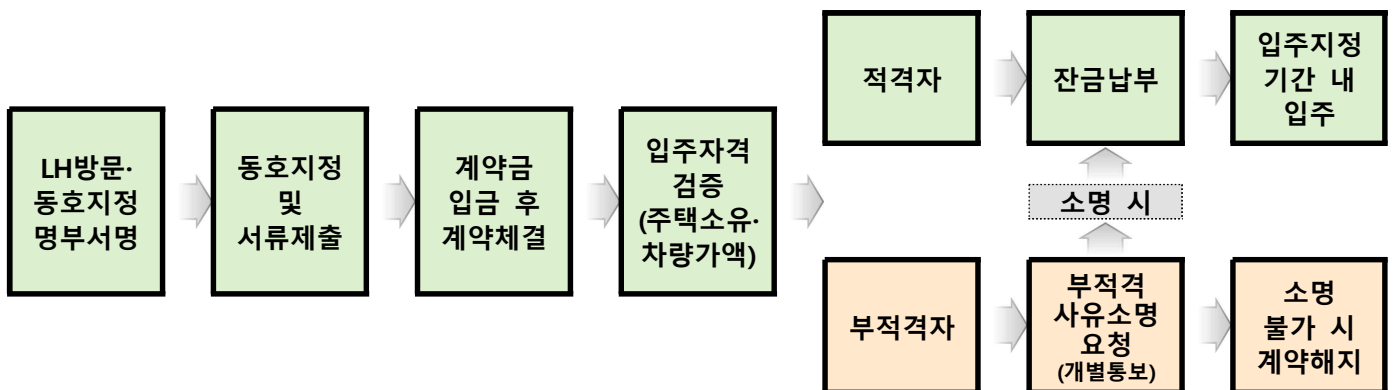 LH방문·
동호지정
명부서명
동호지정
및
서류제출
계약금
입금 후
계약체결
입주자격
검증
(주택소유·
차량가액)
적격자
잔금납부
입주지정
기간 내
입주
소명 시
부적격자
부적격
사유소명
요청
(개별통보)
소명
불가 시
계약해지